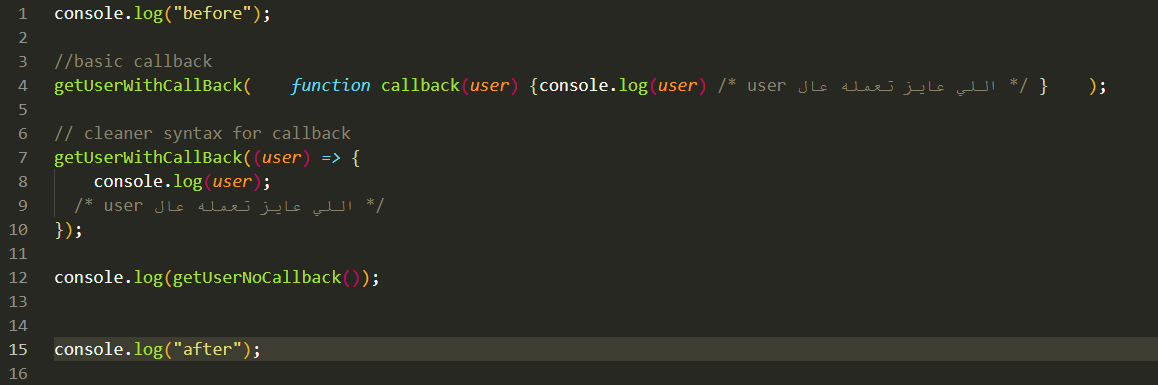 1 console.log("before");
2
3 //basic callback
4 getUserWithCallBack(    function callback(user) {console.log(user) /* user اللي عايز تعمله عال */ }    );
5
6 // cleaner syntax for callback
7 getUserWithCallBack((user) => {
8     console.log(user);
9   /* user اللي عايز تعمله عال */
10 });
11
12 console.log(getUserNoCallback());
13
14
15 console.log("after");
16